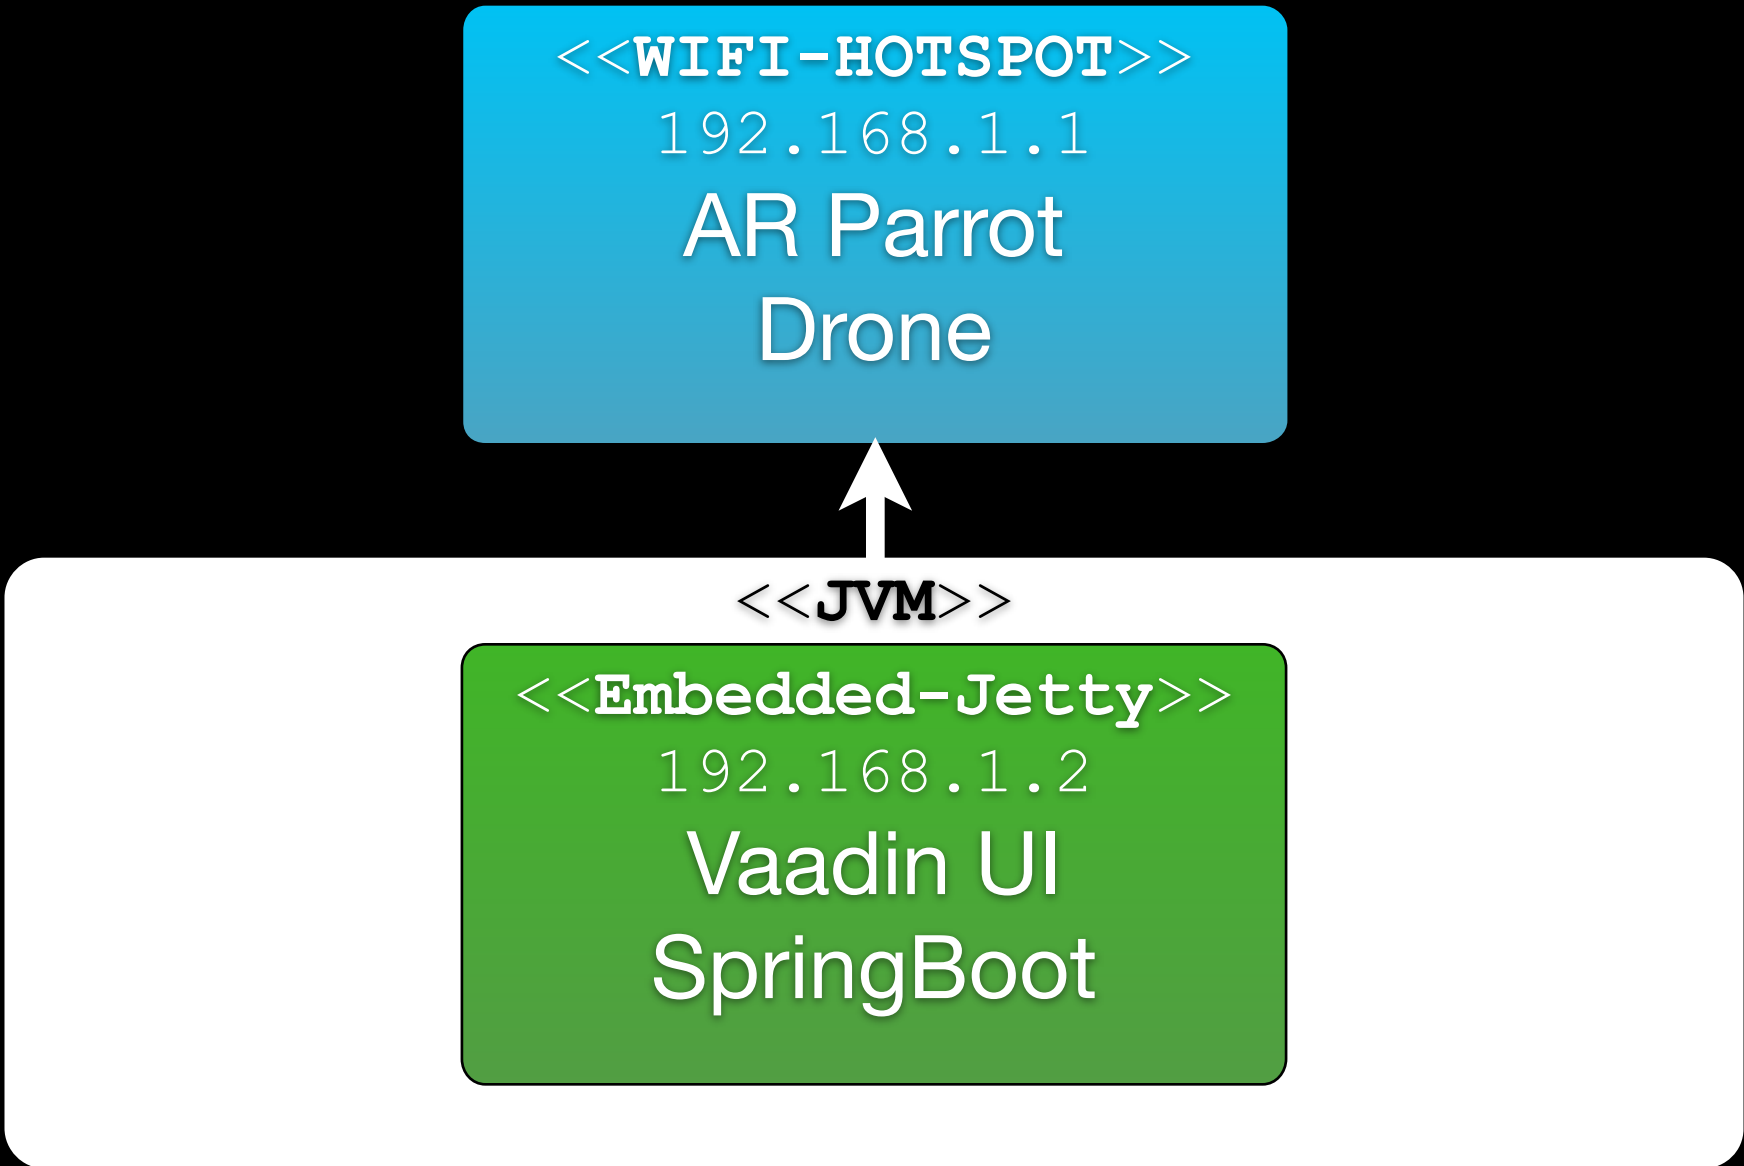 <<WIFI-HOTSPOT>>
192.168.1.1
AR Parrot
Drone
<<JVM>>
<<Embedded-Jetty>>
192.168.1.2
Vaadin UI
SpringBoot